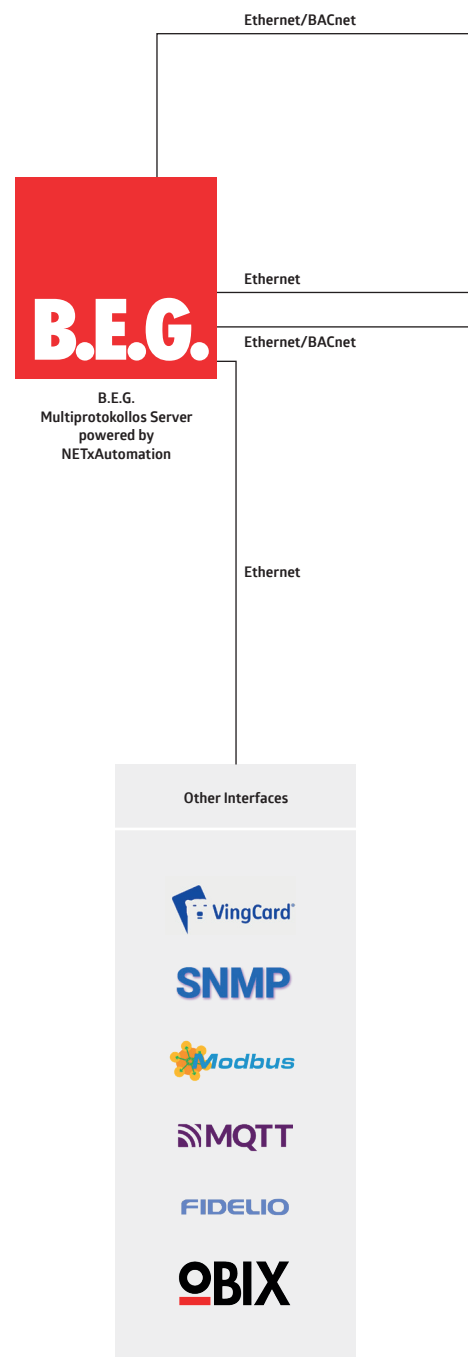 Ethernet/BACnet
B.E.G.
Ethernet
Ethernet/BACnet
B.E.G.
Multiprotokollos Server
powered by
NETxAutomation
Ethernet
Other Interfaces
VingCard®
SNMP
Modbus
MQTT
FIDELIO
OBIX